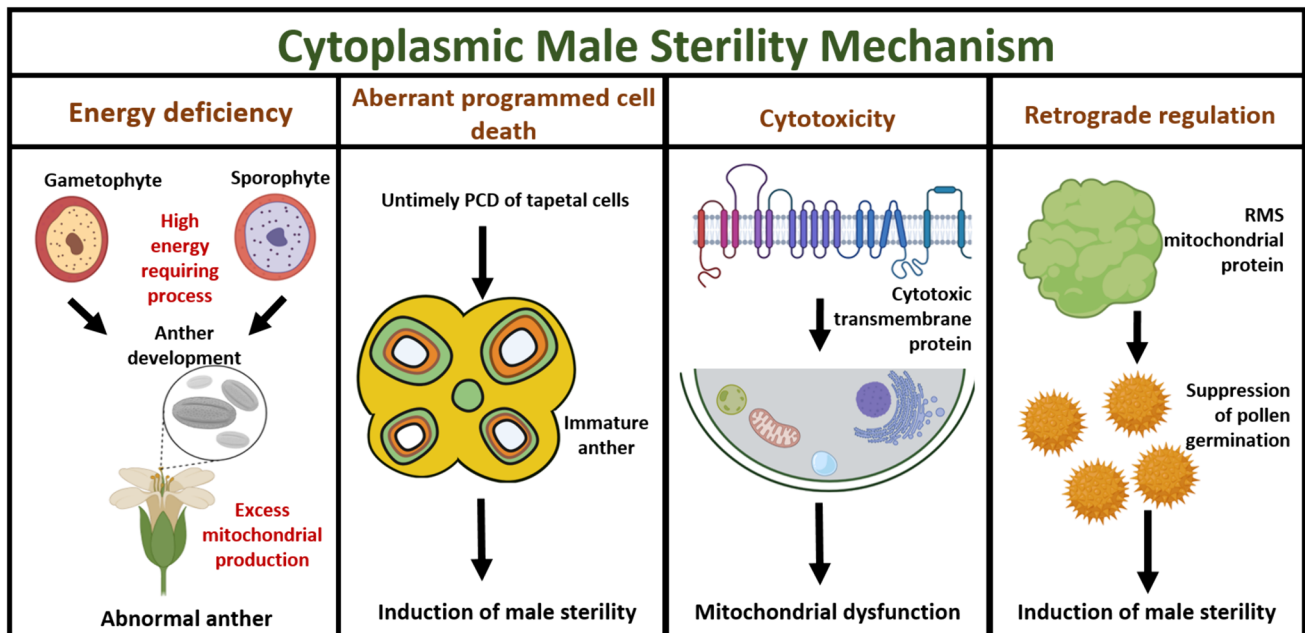 Cytoplasmic Male Sterility Mechanism
Energy deficiency
Gametophyte
Sporophyte
High
energy
requiring
process
Anther
development
Excess
mitochondrial
production
Abnormal anther
Aberrant programmed cell
death
Untimely PCD of tapetal cells
Immature
anther
Induction of male sterility
Cytotoxicity
Cytotoxic
transmembrane
protein
Mitochondrial dysfunction
Retrograde regulation
RMS
mitochondrial
protein
Suppression
of pollen
germination
Induction of male sterility